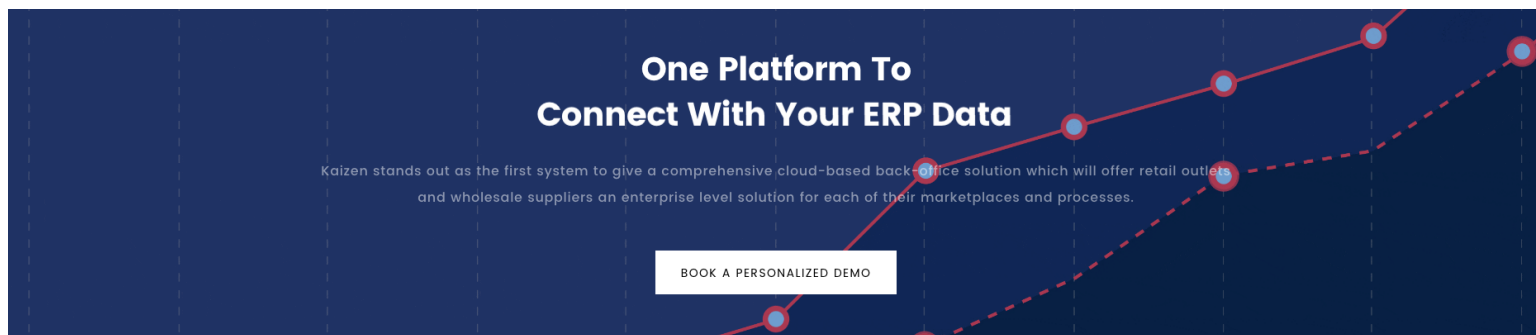 One Platform To
Connect With Your ERP Data
Kaizen stands out as the first system to give a comprehensive cloud-based back-office solution which will offer retail outlets
and wholesale suppliers an enterprise level solution for each of their marketplaces and processes.
BOOK A PERSONALIZED DEMO